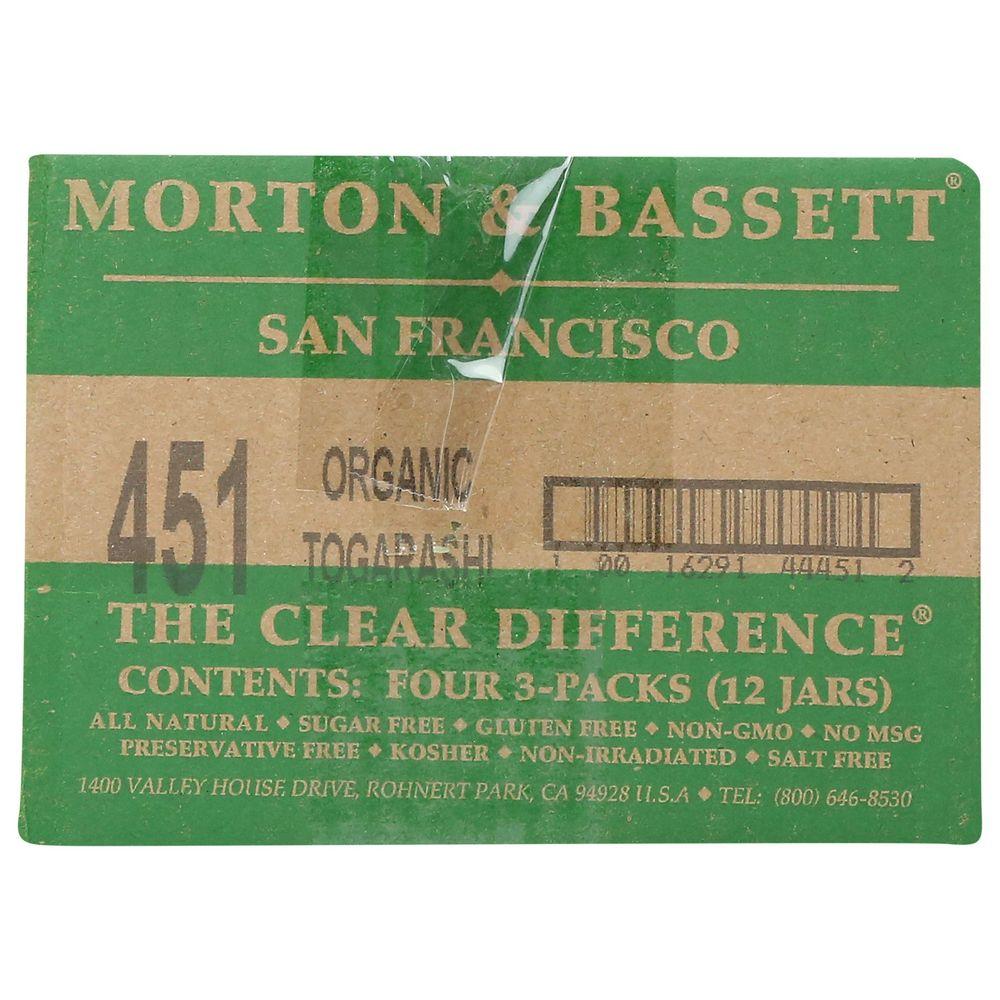 MORTON & BASSETT®
SAN FRANCISCO
451 ORGANIC
TOGARASHI
1 00 16291 44451 2
THE CLEAR DIFFERENCE®
CONTENTS: FOUR 3-PACKS (12 JARS)
ALL NATURAL ◆ SUGAR FREE ◆ GLUTEN FREE ◆ NON-GMO ◆ NO MSG
PRESERVATIVE FREE ◆ KOSHER ◆ NON-IRRADIATED ◆ SALT FREE
1400 VALLEY HOUSE DRIVE, ROHNERT PARK, CA 94928 U.S.A ◆ TEL: (800) 646-8530